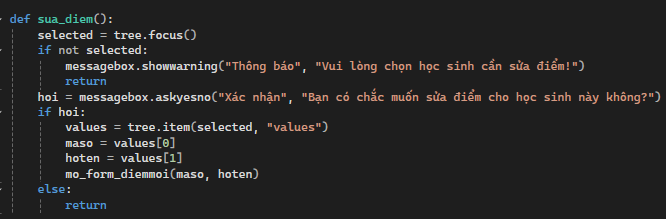 def sua_diem():
    selected = tree.focus()
    if not selected:
        messagebox.showwarning("Thông báo", "Vui lòng chọn học sinh cần sửa điểm!")
        return
    hoi = messagebox.askyesno("Xác nhận", "Bạn có chắc muốn sửa điểm cho học sinh này không?")
    if hoi:
        values = tree.item(selected, "values")
        maso = values[0]
        hoten = values[1]
        mo_form_diemmoi(maso, hoten)
    else:
        return